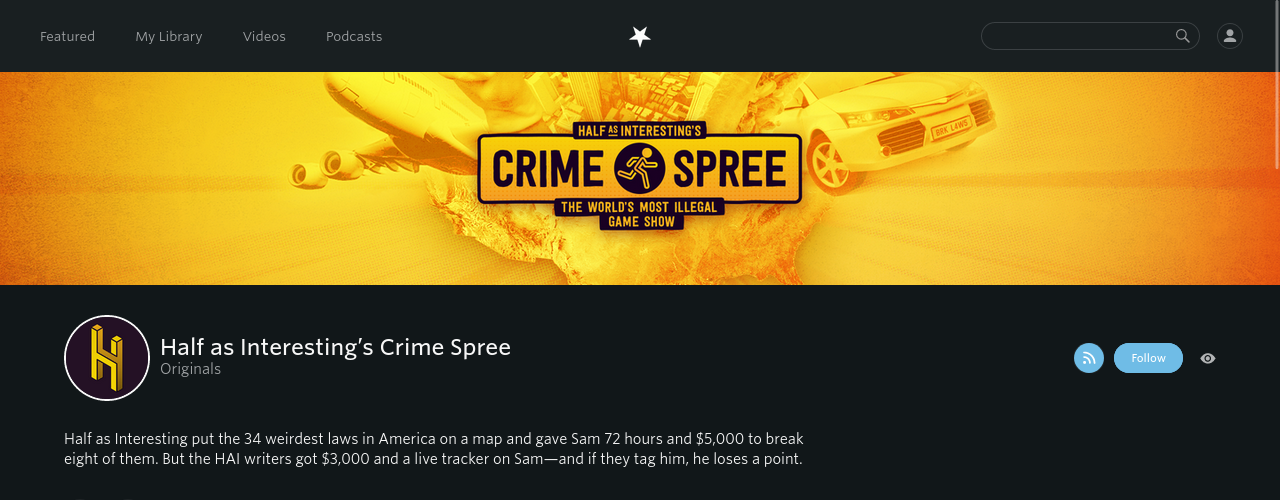 Featured
My Library
Videos
Podcasts
HALF AS INTERESTING'S
CRIME SPREE
THE WORLD'S MOST ILLEGAL
GAME SHOW
BRK L4WS
Half as Interesting’s Crime Spree
Originals
Follow
Half as Interesting put the 34 weirdest laws in America on a map and gave Sam 72 hours and $5,000 to break
eight of them. But the HAI writers got $3,000 and a live tracker on Sam—and if they tag him, he loses a point.